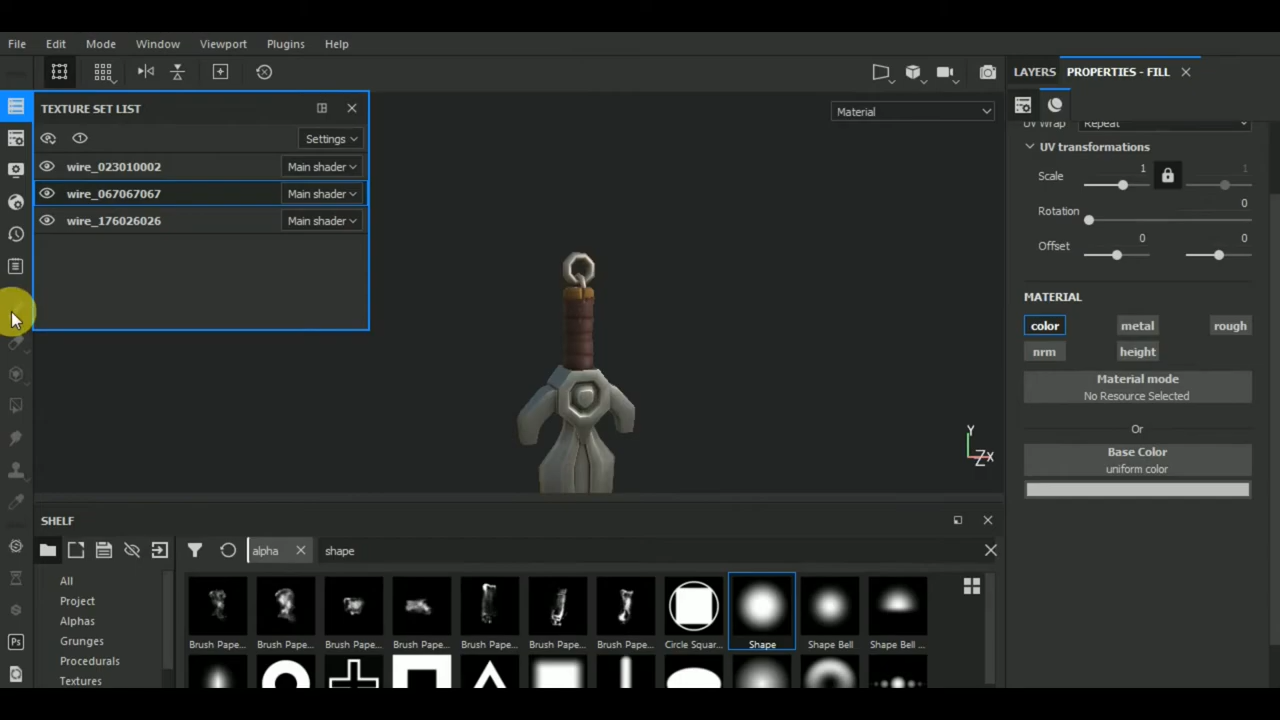 File Edit Mode Window Viewport Plugins Help
LAYERS PROPERTIES - FILL
TEXTURE SET LIST
Material
UV Wrap Repeat
Settings
UV transformations
wire_023010002 Main shader
Scale 1 1
wire_067067067 Main shader
Rotation 0
wire_176026026 Main shader
Offset 0 0
MATERIAL
color metal rough
nrm height
Material mode
No Resource Selected
Or
Y
Z X
Base Color
uniform color
SHELF
alpha shape
All
Project
Alphas
Grunges
Procedurals
Textures
Brush Pape... Brush Pape... Brush Pape... Brush Pape... Brush Pape... Brush Pape... Brush Pape... Circle Squar... Shape Shape Bell Shape Bell ...
Ps